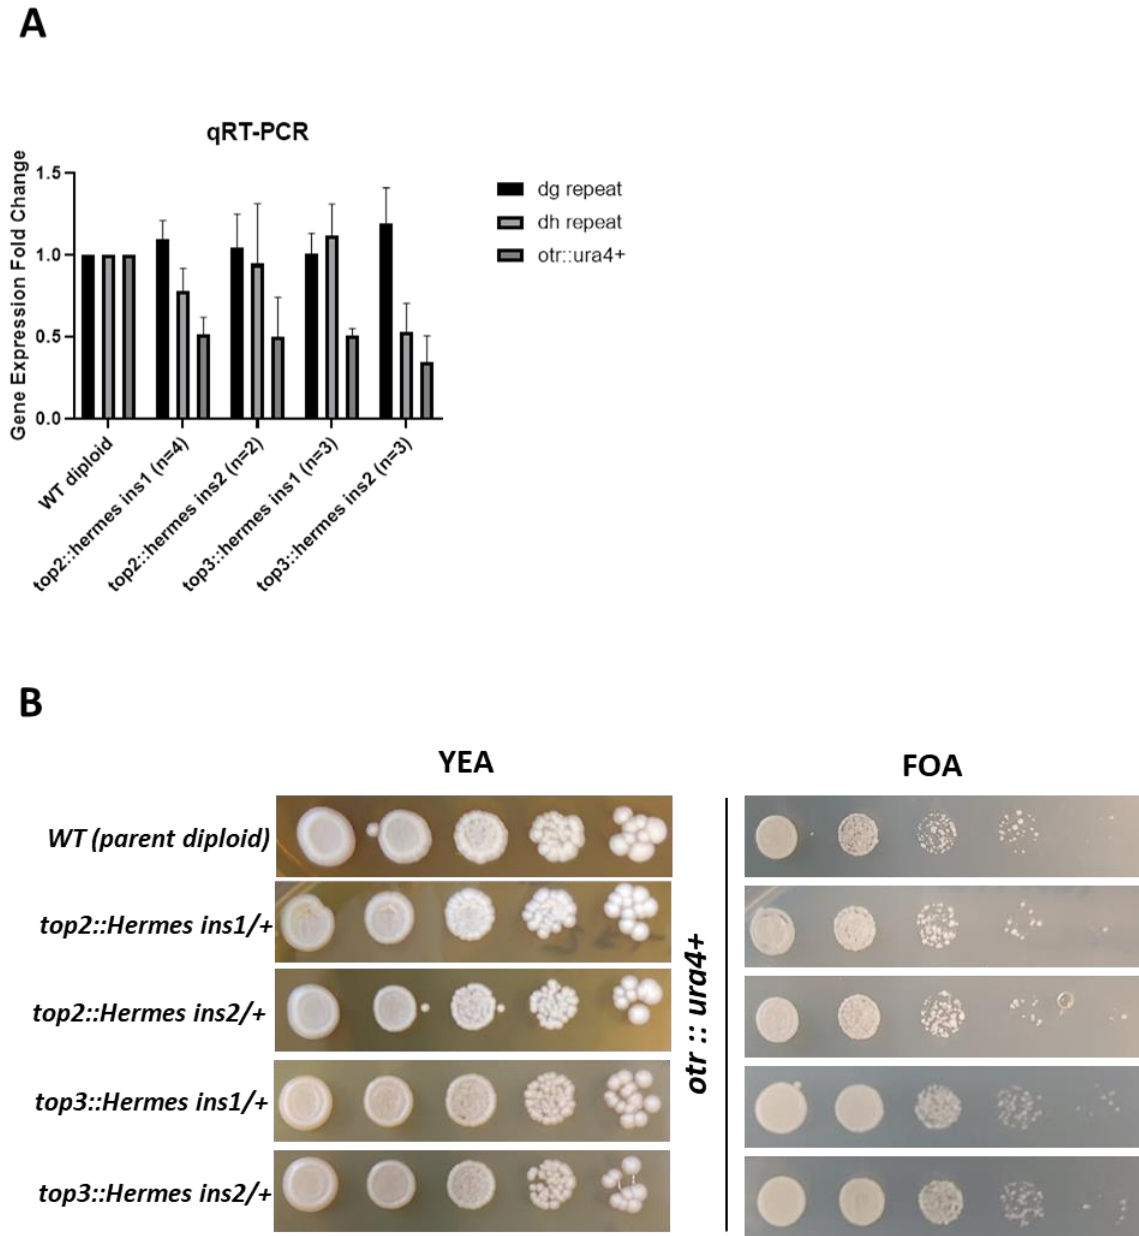 A
qRT-PCR
Gene Expression Fold Change
1.5
1.0
0.5
0.0
dg repeat
dh repeat
otr::ura4+
WT diploid
top2::hermes ins1 (n=4)
top2::hermes ins2 (n=2)
top3::hermes ins1 (n=3)
top3::hermes ins2 (n=3)
B
YEA
FOA
WT (parent diploid)
top2::Hermes ins1/+
top2::Hermes ins2/+
top3::Hermes ins1/+
top3::Hermes ins2/+
otr :: ura4+